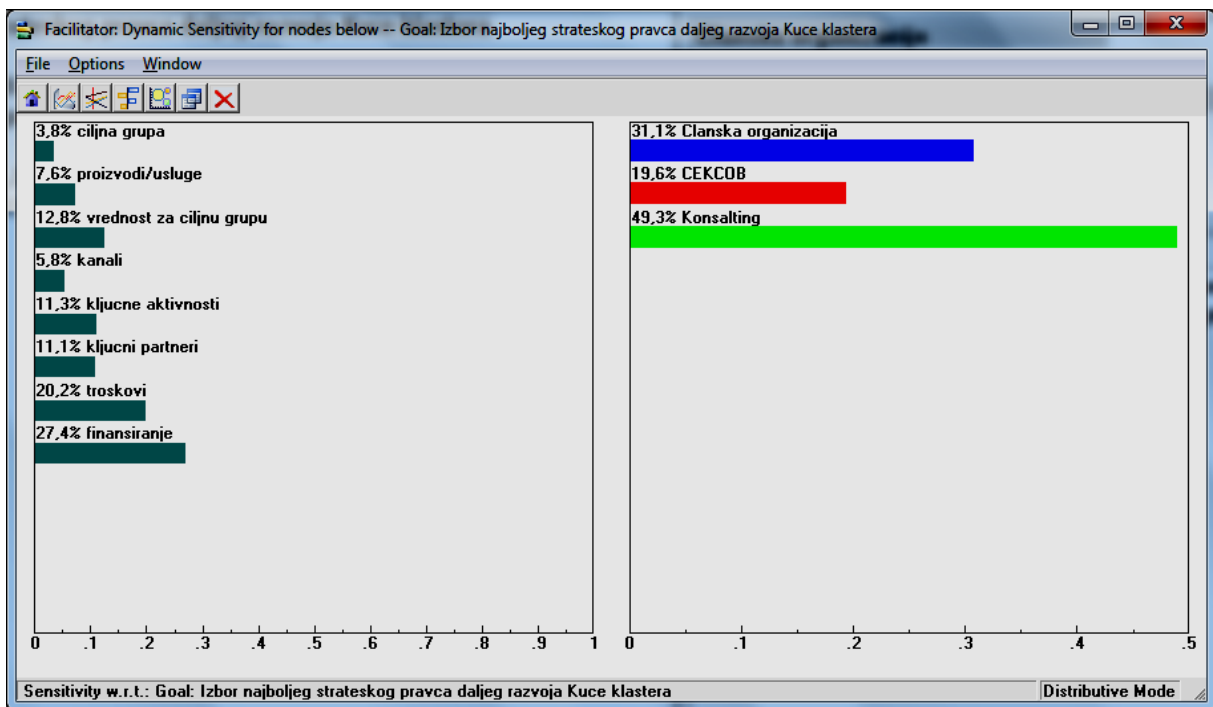 Facilitator: Dynamic Sensitivity for nodes below -- Goal: Izbor najboljeg strateskog pravca daljeg razvoja Kuce klastera
File Options Window
3,8% ciljna grupa
7,6% proizvodi/usluge
12,8% vrednost za ciljnu grupu
5,8% kanali
11,3% kljucne aktivnosti
11,1% kljucni partneri
20,2% troskovi
27,4% finansiranje
0 .1 .2 .3 .4 .5 .6 .7 .8 .9 1
31,1% Clanska organizacija
19,6% CEKCOB
49,3% Konsalting
0 .1 .2 .3 .4 .5
Sensitivity w.r.t.: Goal: Izbor najboljeg strateskog pravca daljeg razvoja Kuce klastera
Distributive Mode